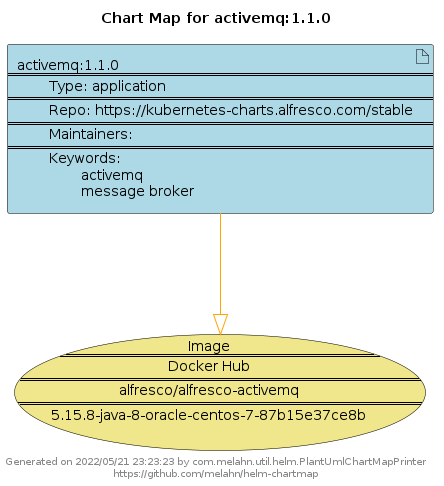 Chart Map for activemq:1.1.0
activemq:1.1.0
Type: application
Repo: https://kubernetes-charts.alfresco.com/stable
Maintainers:
Keywords:
activemq
message broker
Image
Docker Hub
alfresco/alfresco-activemq
5.15.8-java-8-oracle-centos-7-87b15e37ce8b
Generated on 2022/05/21 23:23:23 by com.melahn.util.helm.PlantUmlChartMapPrinter
https://github.com/melahn/helm-chartmap